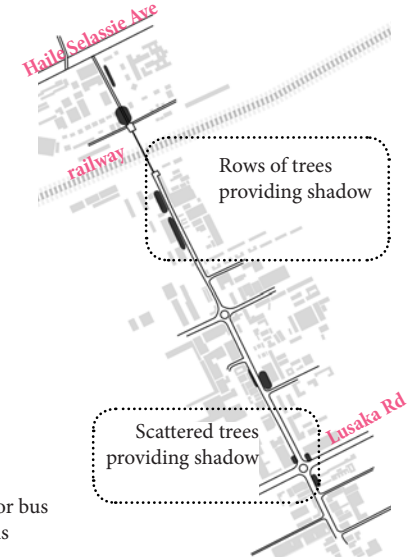 Haile Selassie Ave
railway
Rows of trees
providing shadow
Lusaka Rd
Scattered trees
providing shadow
or bus
s